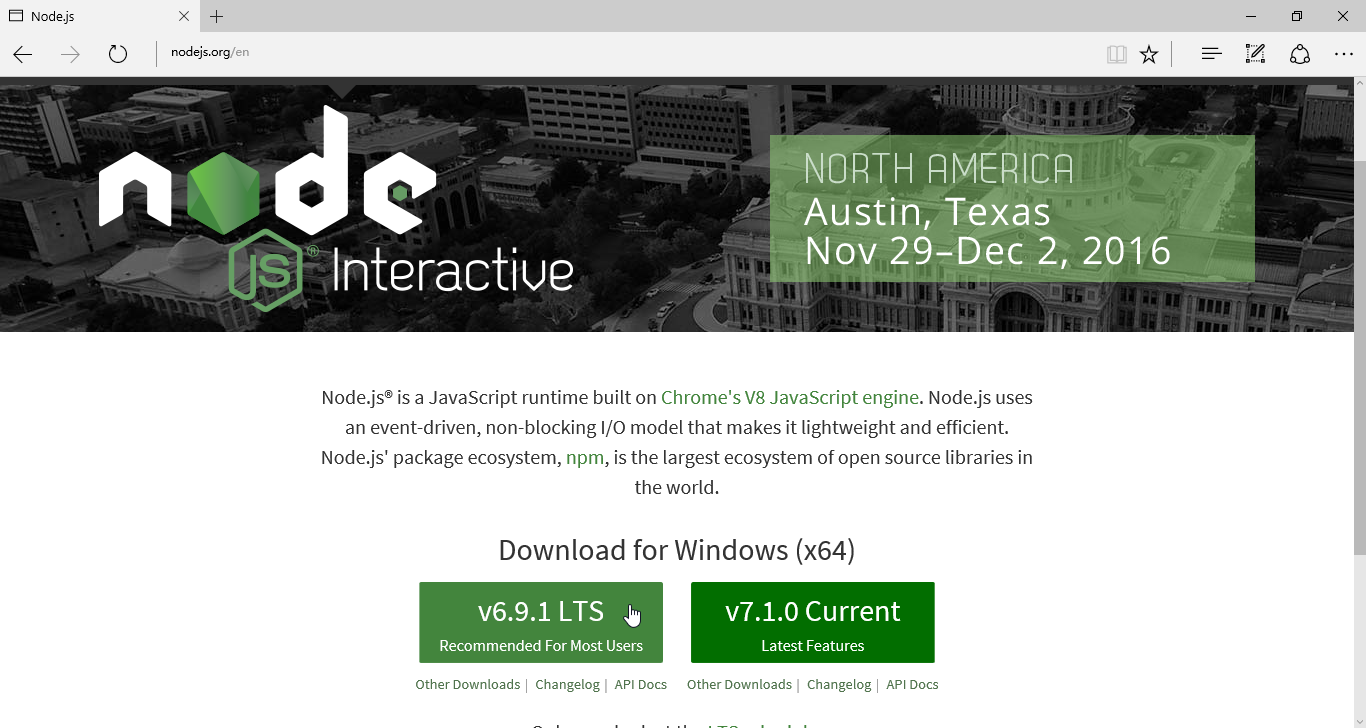 Node.js
nodejs.org/en
node
JS ®
Interactive
NORTH AMERICA
Austin, Texas
Nov 29–Dec 2, 2016
Node.js® is a JavaScript runtime built on Chrome's V8 JavaScript engine. Node.js uses
an event-driven, non-blocking I/O model that makes it lightweight and efficient.
Node.js' package ecosystem, npm, is the largest ecosystem of open source libraries in
the world.
Download for Windows (x64)
v6.9.1 LTS
Recommended For Most Users
v7.1.0 Current
Latest Features
Other Downloads | Changelog | API Docs Other Downloads | Changelog | API Docs